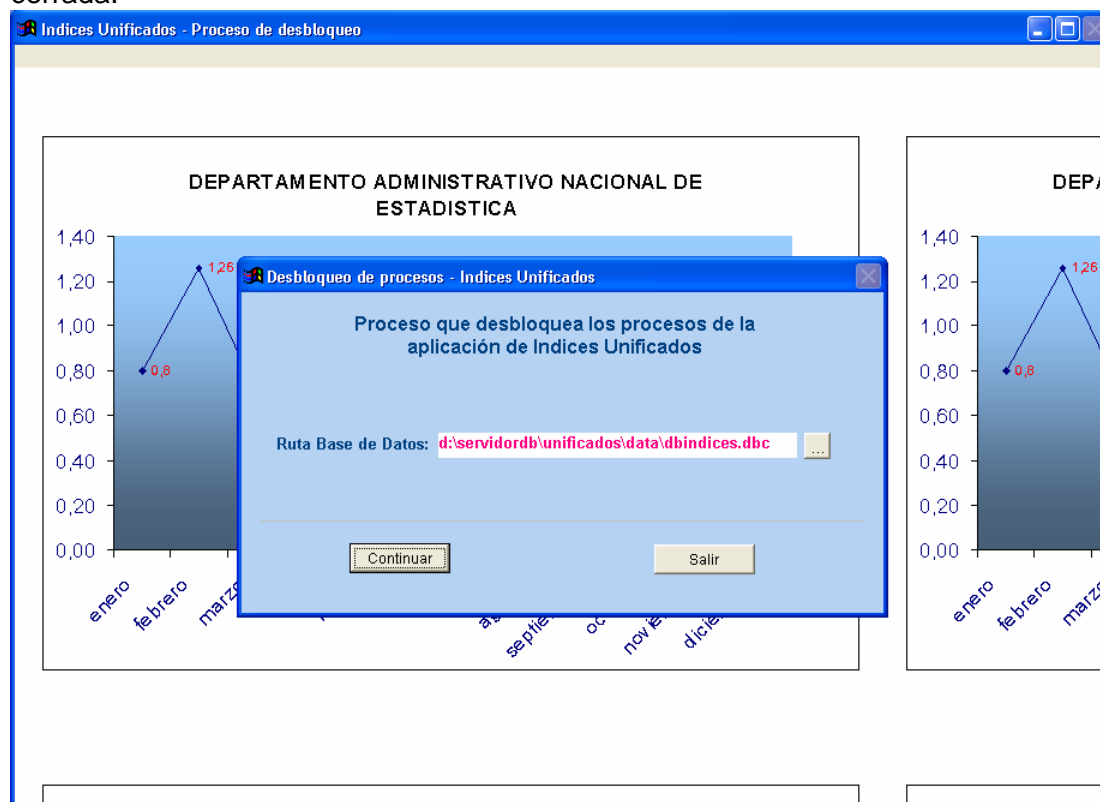 cerrada.
Indices Unificados - Proceso de desbloqueo
DEPARTAMENTO ADMINISTRATIVO NACIONAL DE
ESTADISTICA
1,40
1,20
1,00
0,80
0,60
0,40
0,20
0,00
1,26
0,8
enero
febrero
Desbloqueo de procesos - Indices Unificados
Proceso que desbloquea los procesos de la
aplicación de Indices Unificados
Ruta Base de Datos: d:\servidordb\unificados\data\dbindices.dbc ...
Continuar
Salir
DEP
1,40
1,20
1,00
0,80
0,60
0,40
0,20
0,00
1,26
0,8
enero
febrero